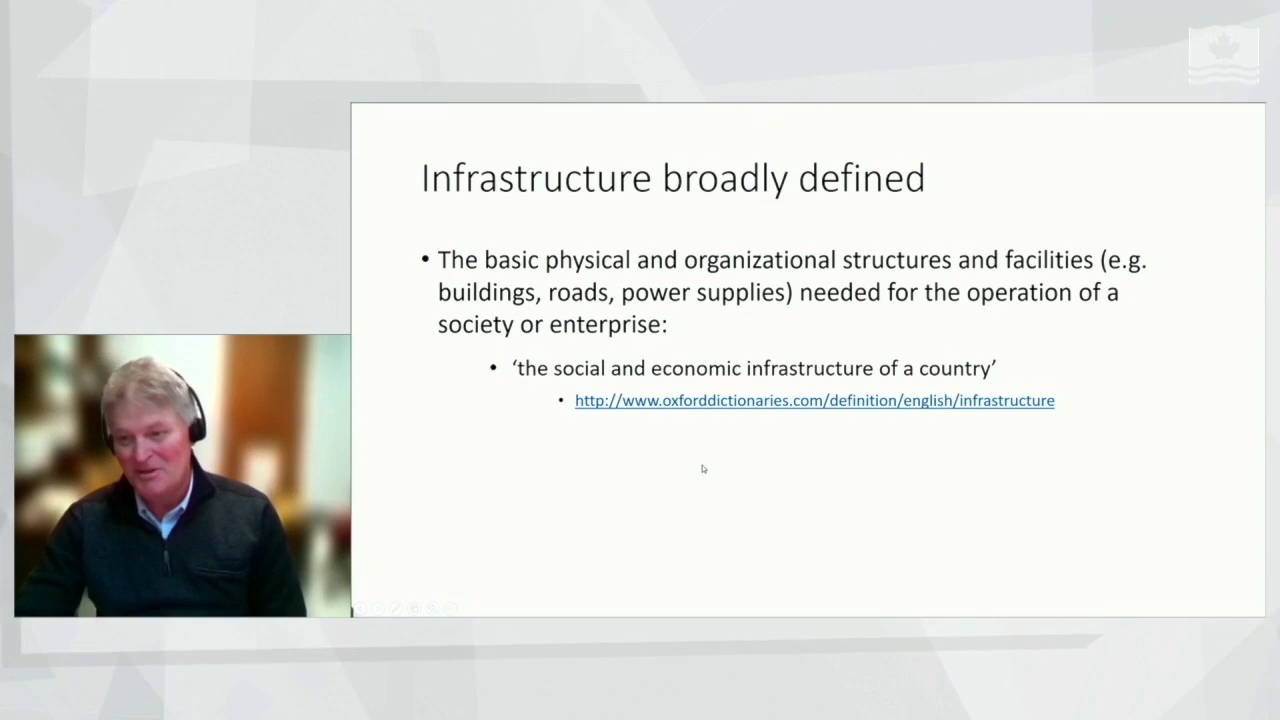 Infrastructure broadly defined
• The basic physical and organizational structures and facilities (e.g.
buildings, roads, power supplies) needed for the operation of a
society or enterprise:
• ‘the social and economic infrastructure of a country’
• http://www.oxforddictionaries.com/definition/english/infrastructure